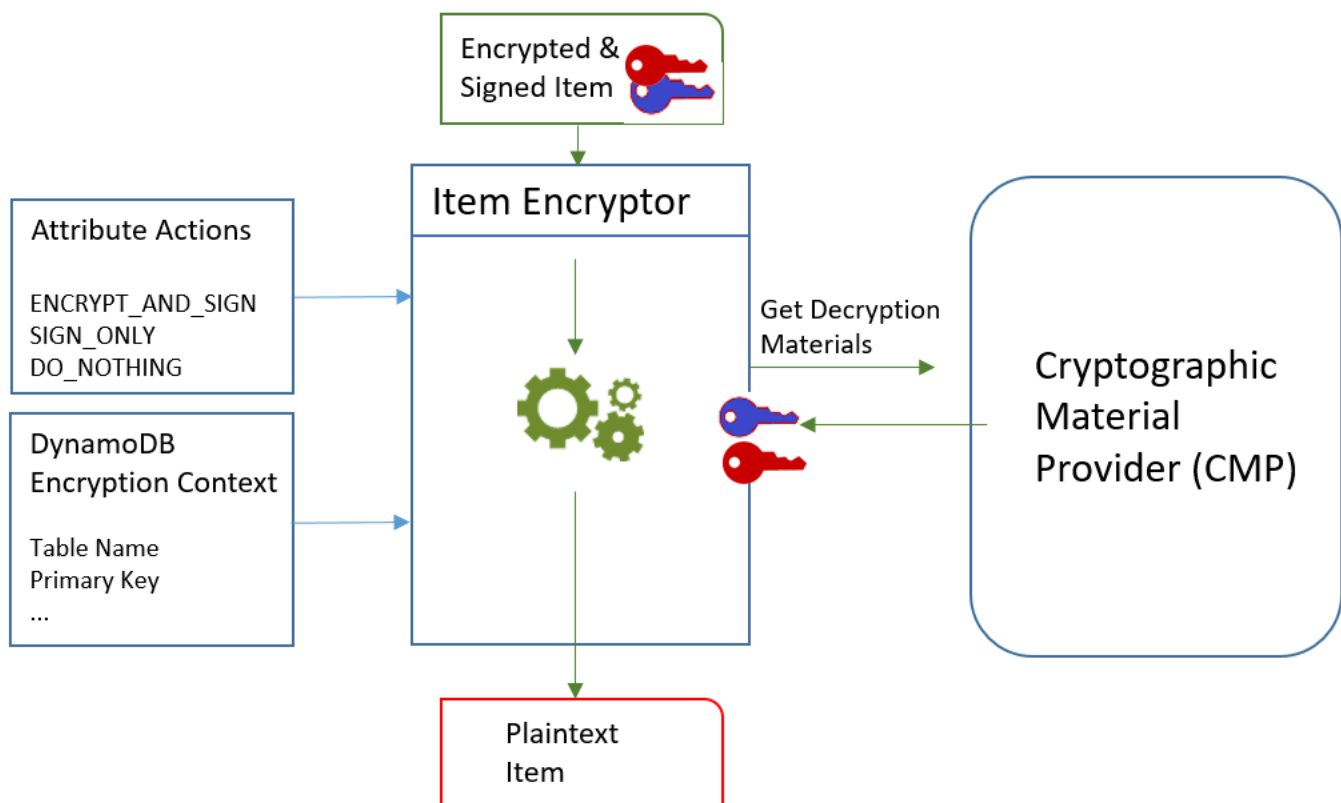 Encrypted &
Signed Item
Item Encryptor
Attribute Actions
ENCRYPT_AND_SIGN
SIGN_ONLY
DO_NOTHING
DynamoDB
Encryption Context
Table Name
Primary Key
...
Get Decryption
Materials
Cryptographic
Material
Provider (CMP)
Plaintext
Item